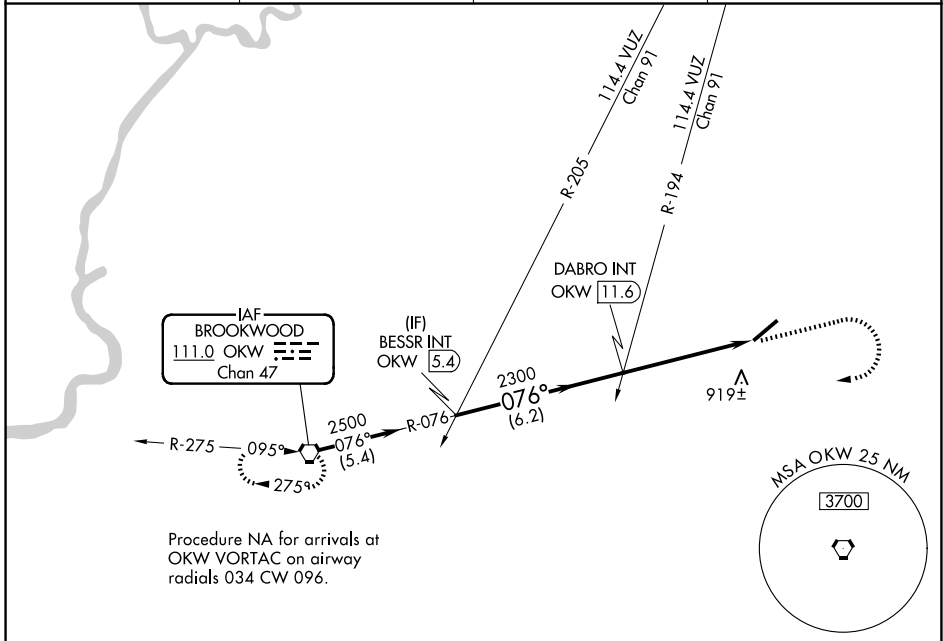 114.4 VUZ
Chan 91
114.4 VUZ
Chan 91
R-205
R-194
DABRO INT
OKW 11.6
IAF
BROOKWOOD
111.0 OKW
Chan 47
(IF)
BESSR INT
OKW 5.4
2300
076°
(6.2)
919±
2500
076°
(5.4)
R-076
R-275
095°
275°
MSA OKW 25 NM
3700
Procedure NA for arrivals at
OKW VORTAC on airway
radials 034 CW 096.